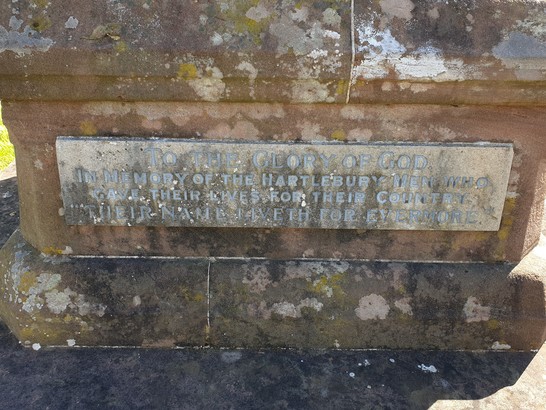 TO THE GLORY OF GOD
IN MEMORY OF THE HARTLEBURY MEN WHO
GAVE THEIR LIVES FOR THEIR COUNTRY.
"THEIR NAME LIVETH FOR EVERMORE."